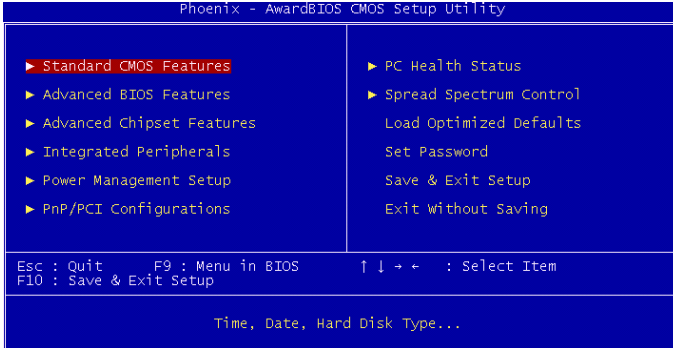 Phoenix - AwardBIOS CMOS Setup Utility
► Standard CMOS Features
► Advanced BIOS Features
► Advanced Chipset Features
► Integrated Peripherals
► Power Management Setup
► PnP/PCI Configurations
► PC Health Status
► Spread Spectrum Control
Load Optimized Defaults
Set Password
Save & Exit Setup
Exit Without Saving
Esc : Quit F9 : Menu in BIOS ↑ ↓ → ← : Select Item
F10 : Save & Exit Setup
Time, Date, Hard Disk Type...